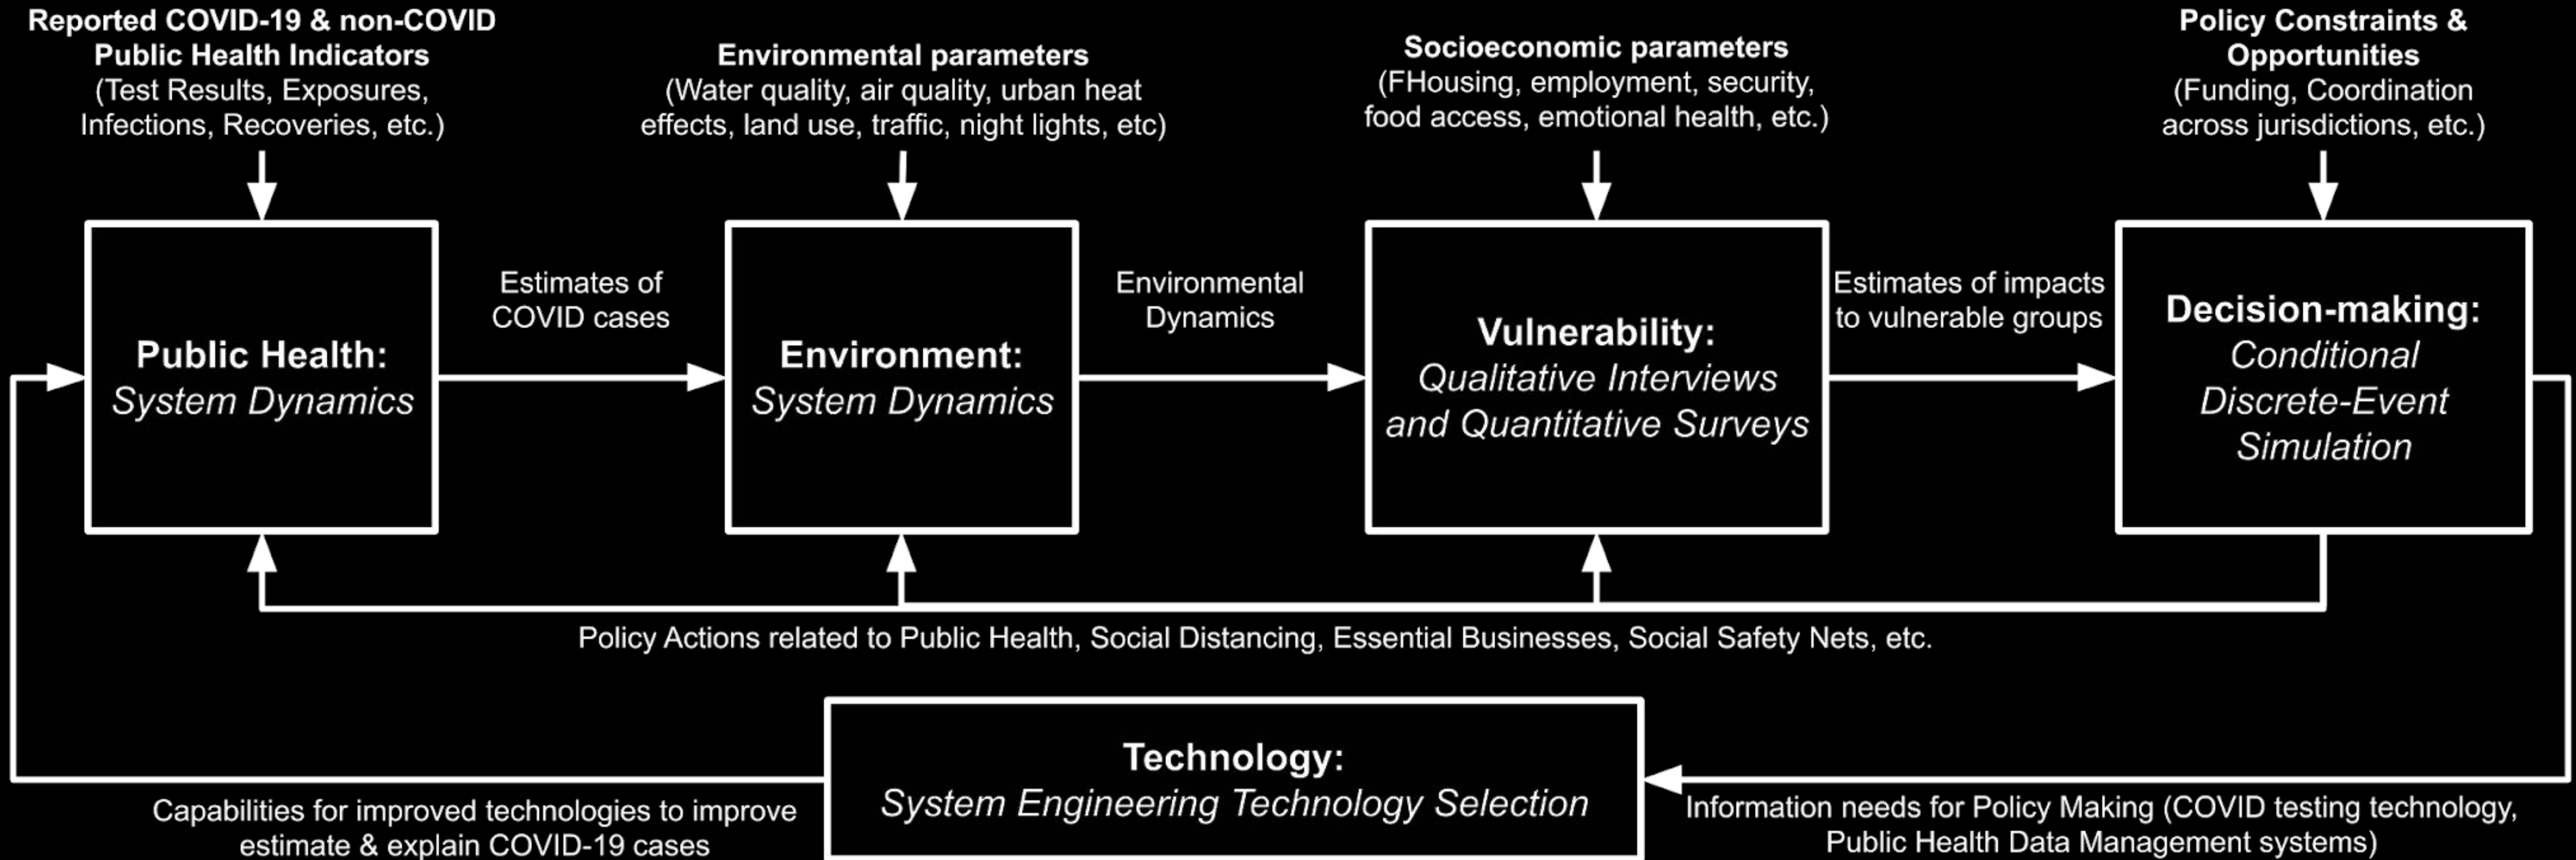 Reported COVID-19 & non-COVID
Public Health Indicators
(Test Results, Exposures,
Infections, Recoveries, etc.)
Environmental parameters
(Water quality, air quality, urban heat
effects, land use, traffic, night lights, etc)
Socioeconomic parameters
(FHousing, employment, security,
food access, emotional health, etc.)
Policy Constraints &
Opportunities
(Funding, Coordination
across jurisdictions, etc.)
Public Health:
System Dynamics
Estimates of
COVID cases
Environment:
System Dynamics
Environmental
Dynamics
Vulnerability:
Qualitative Interviews
and Quantitative Surveys
Estimates of impacts
to vulnerable groups
Decision-making:
Conditional
Discrete-Event
Simulation
Policy Actions related to Public Health, Social Distancing, Essential Businesses, Social Safety Nets, etc.
Technology:
System Engineering Technology Selection
Capabilities for improved technologies to improve
estimate & explain COVID-19 cases
Information needs for Policy Making (COVID testing technology,
Public Health Data Management systems)